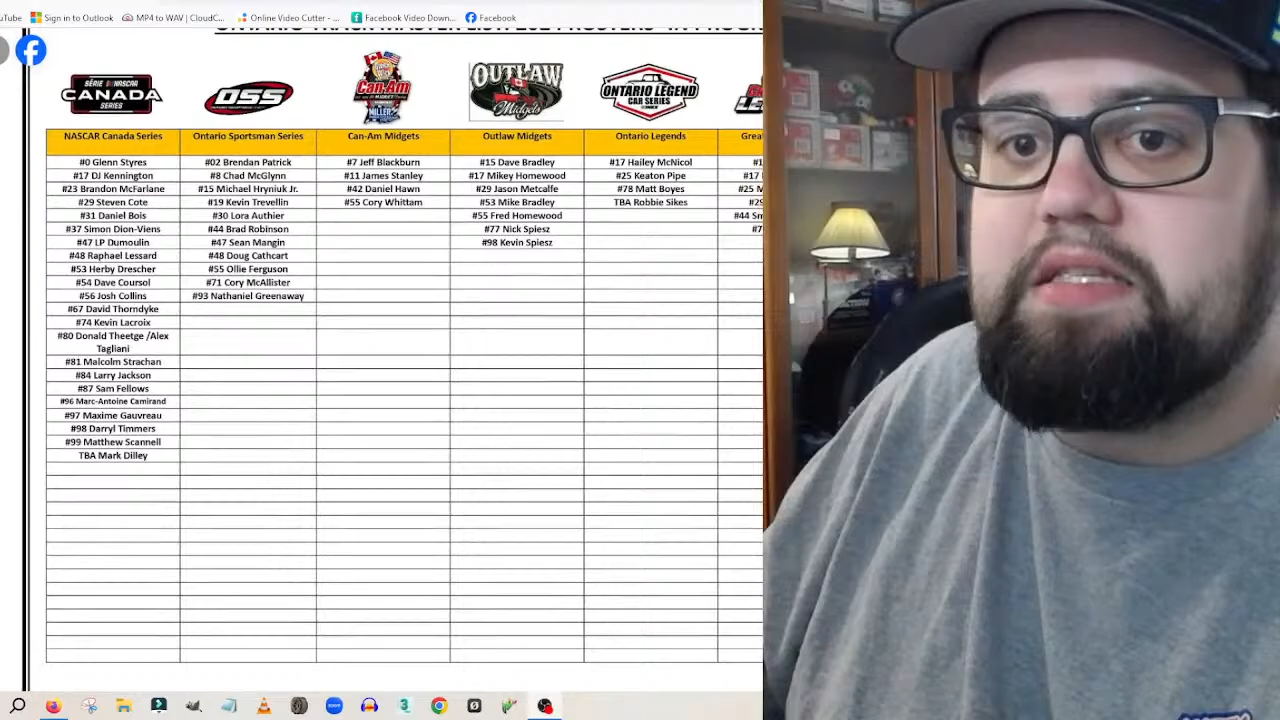 uTube Sign in to Outlook MP4 to WAV | CloudC... Online Video Cutter - ... Facebook Video Down... Facebook
SÉRIE NASCAR CANADA SERIES
OSS
Can-Am
MILLER
OUTLAW Midgets
ONTARIO LEGEND CAR SERIES
NASCAR Canada Series Ontario Sportsman Series Can-Am Midgets Outlaw Midgets Ontario Legends Great
#0 Glenn Styres #02 Brendan Patrick #7 Jeff Blackburn #15 Dave Bradley #17 Hailey McNicol
#17 DJ Kennington #8 Chad McGlynn #11 James Stanley #17 Mikey Homewood #25 Keaton Pipe #17
#23 Brandon McFarlane #15 Michael Hryniuk Jr. #42 Daniel Hawn #29 Jason Metcalfe #78 Matt Boyes #25 M
#29 Steven Cote #19 Kevin Trevellin #55 Cory Whittam #53 Mike Bradley TBA Robbie Sikes #29
#31 Daniel Bois #30 Lora Authier #55 Fred Homewood #44 Sm
#37 Simon Dion-Viens #44 Brad Robinson #77 Nick Spiesz #7
#47 LP Dumoulin #47 Sean Mangin #98 Kevin Spiesz
#48 Raphael Lessard #48 Doug Cathcart
#53 Herby Drescher #55 Ollie Ferguson
#54 Dave Coursol #71 Cory McAllister
#56 Josh Collins #93 Nathaniel Greenaway
#67 David Thorndyke
#74 Kevin Lacroix
#80 Donald Theetge /Alex
Tagliani
#81 Malcolm Strachan
#84 Larry Jackson
#87 Sam Fellows
#96 Marc-Antoine Camirand
#97 Maxime Gauvreau
#98 Darryl Timmers
#99 Matthew Scannell
TBA Mark Dilley